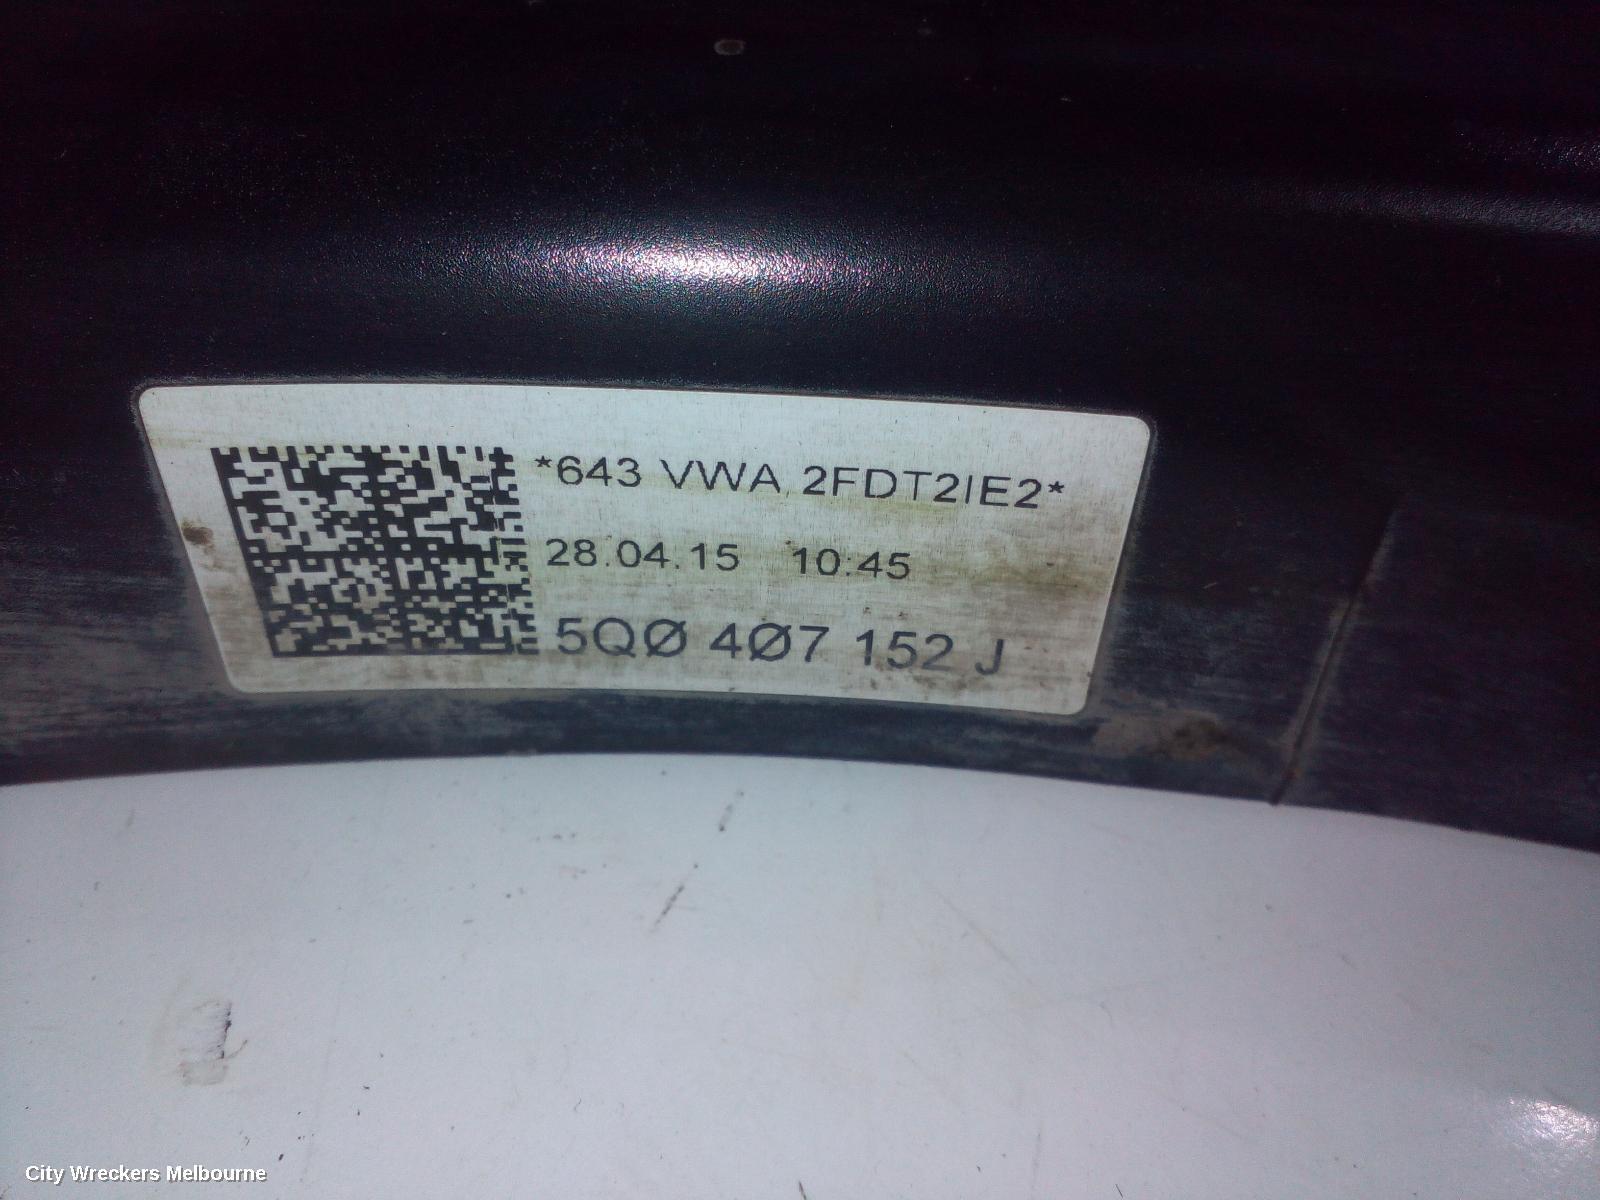 *643 VWA 2FDT2IE2*
28.04.15 10:45
5QØ 4Ø7 152 J
City Wreckers Melbourne